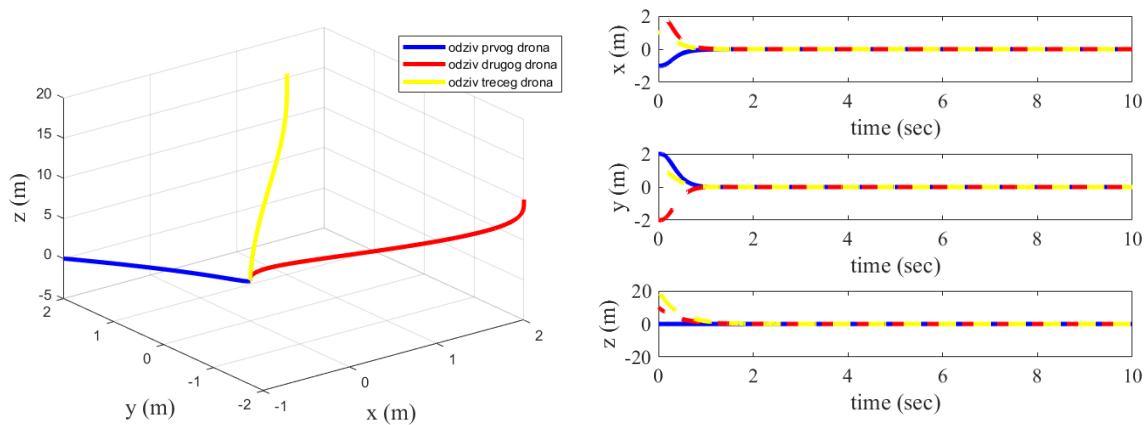 odziv prvog drona
odziv drugog drona
odziv treceg drona
20
15
10
5
0
-5
z (m)
2
1
0
-1
-2
y (m)
-1
0
1
2
x (m)
2
0
-2
x (m)
0 2 4 6 8 10
time (sec)
2
0
-2
y (m)
0 2 4 6 8 10
time (sec)
20
0
-20
z (m)
0 2 4 6 8 10
time (sec)